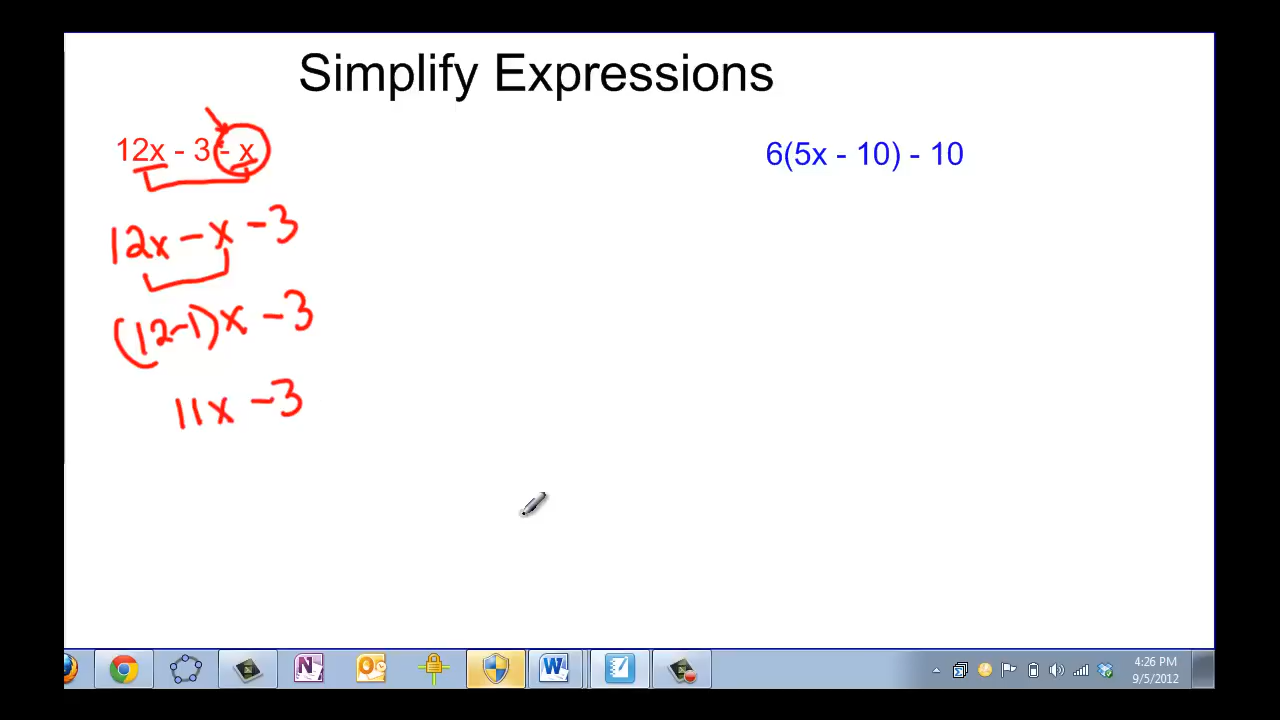 Simplify Expressions
12x - 3 - x
6(5x - 10) - 10
12x - x - 3
(12-1)x - 3
11x - 3
N
O
W
4:26 PM
9/5/2012